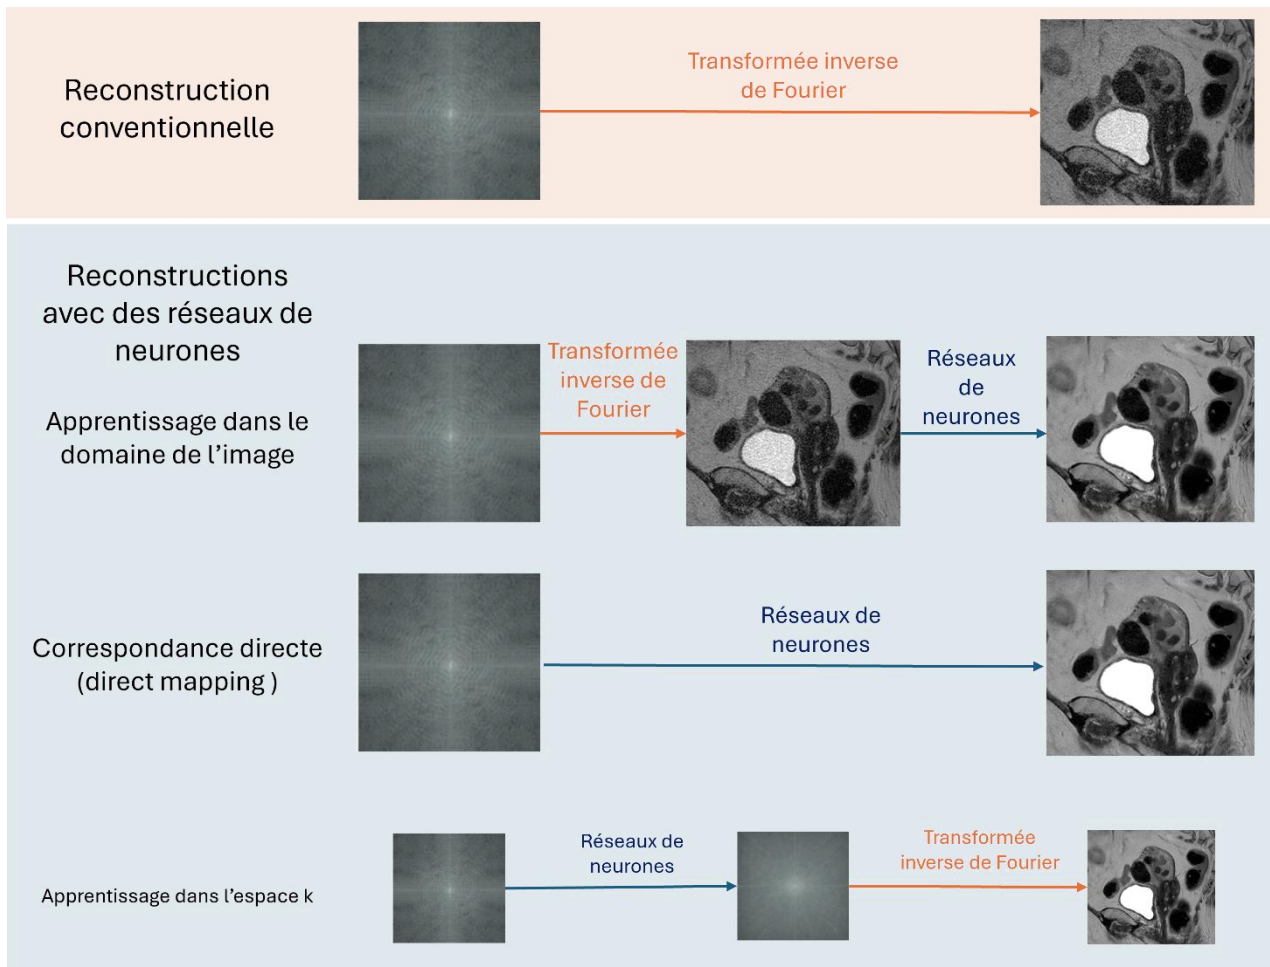 Reconstruction
conventionnelle
Transformée inverse
de Fourier
Reconstructions
avec des réseaux de
neurones
Apprentissage dans le
domaine de l'image
Transformée
inverse de
Fourier
Réseaux
de
neurones
Correspondance directe
(direct mapping )
Réseaux de
neurones
Apprentissage dans l'espace k
Réseaux de
neurones
Transformée
inverse de Fourier